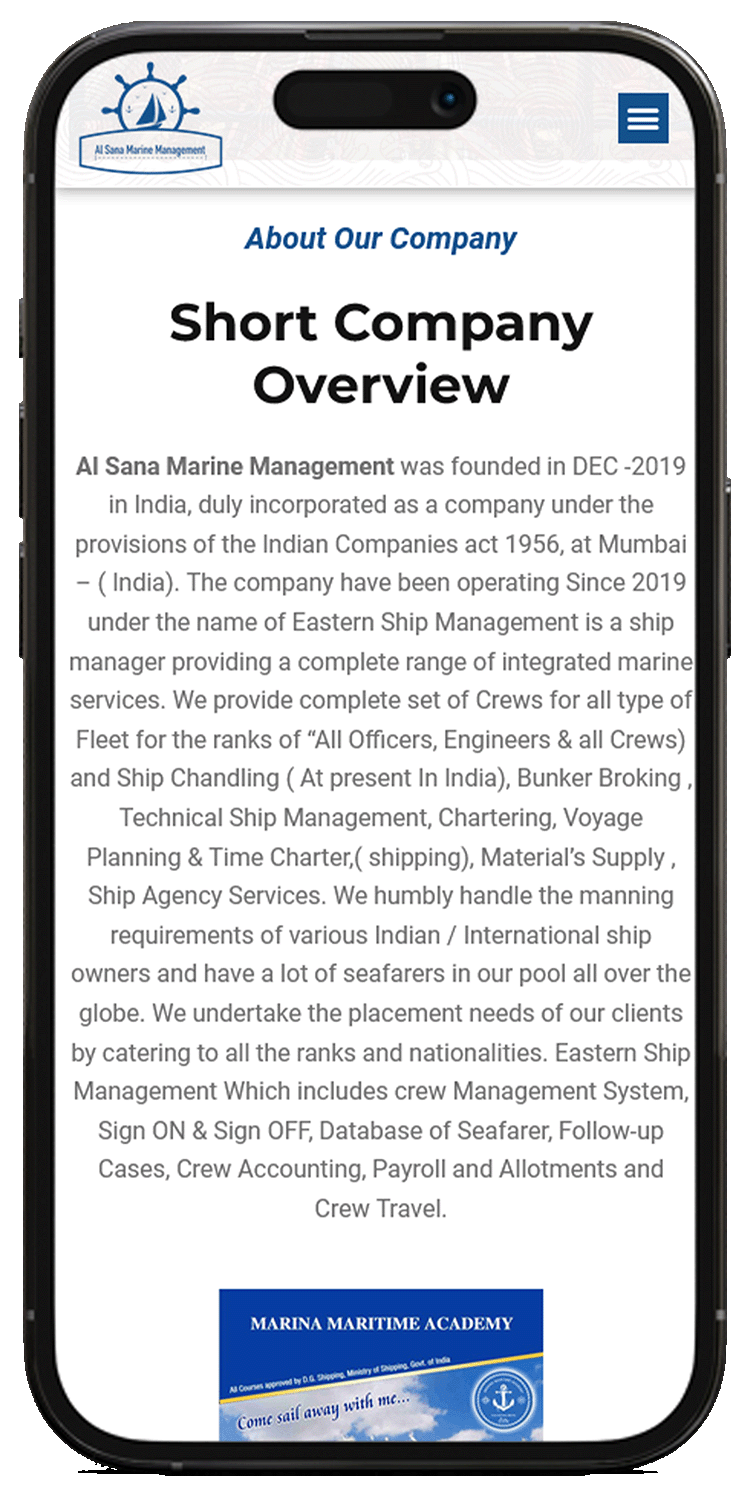 Al Sana Marine Management
About Our Company
Short Company
Overview
Al Sana Marine Management was founded in DEC -2019
in India, duly incorporated as a company under the
provisions of the Indian Companies act 1956, at Mumbai
– ( India). The company have been operating Since 2019
under the name of Eastern Ship Management is a ship
manager providing a complete range of integrated marine
services. We provide complete set of Crews for all type of
Fleet for the ranks of “All Officers, Engineers & all Crews)
and Ship Chandling ( At present In India), Bunker Broking ,
Technical Ship Management, Chartering, Voyage
Planning & Time Charter,( shipping), Material’s Supply ,
Ship Agency Services. We humbly handle the manning
requirements of various Indian / International ship
owners and have a lot of seafarers in our pool all over the
globe. We undertake the placement needs of our clients
by catering to all the ranks and nationalities. Eastern Ship
Management Which includes crew Management System,
Sign ON & Sign OFF, Database of Seafarer, Follow-up
Cases, Crew Accounting, Payroll and Allotments and
Crew Travel.
MARINA MARITIME ACADEMY
All Courses approved by D.G. Shipping, Ministry of Shipping, Govt. of India
Come sail away with me...